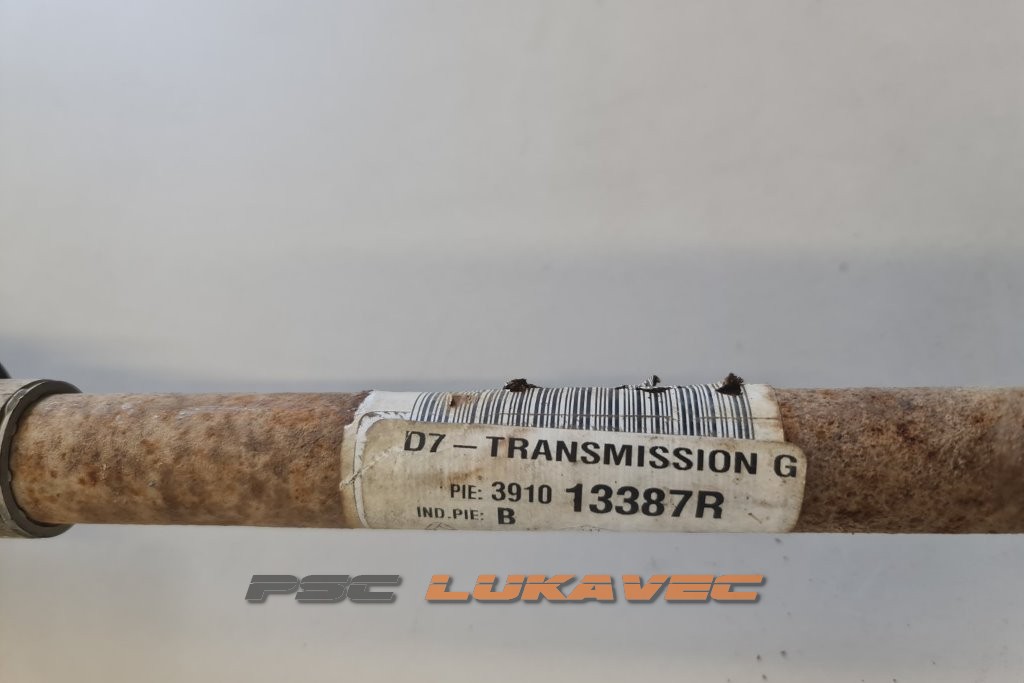 D7 - TRANSMISSION G
PIE: 3910 13387R
IND.PIE: B
PSC LUKAVEC